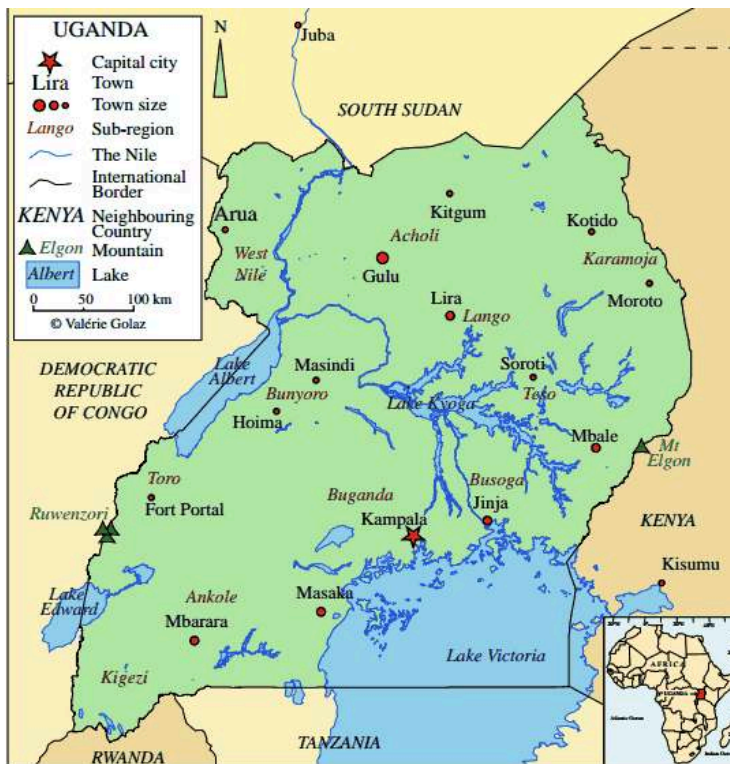 UGANDA
Capital city
Lira Town
Town size
Lango Sub-region
The Nile
International
Border
KENYA Neighbouring
Country
Elgon Mountain
Albert Lake
0 50 100 km
© Valérie Golaz
N
Juba
SOUTH SUDAN
Arua
West
Nile
Kitgum
Acholi
Gulu
Kotido
Karamoja
Moroto
Lira
Lango
DEMOCRATIC
REPUBLIC
OF CONGO
Lake
Albert
Masindi
Bunyoro
Hoima
Soroti
Teso
Lake Kyoga
Mbale
Mt
Elgon
Toro
Fort Portal
Ruwenzori
Buganda
Kampala
Busoga
Jinja
KENYA
Kisumu
Lake
Edward
Ankole
Mbarara
Masaka
Lake Victoria
Kigezi
RWANDA
TANZANIA
AFRICA
UGANDA
Atlantic Ocean